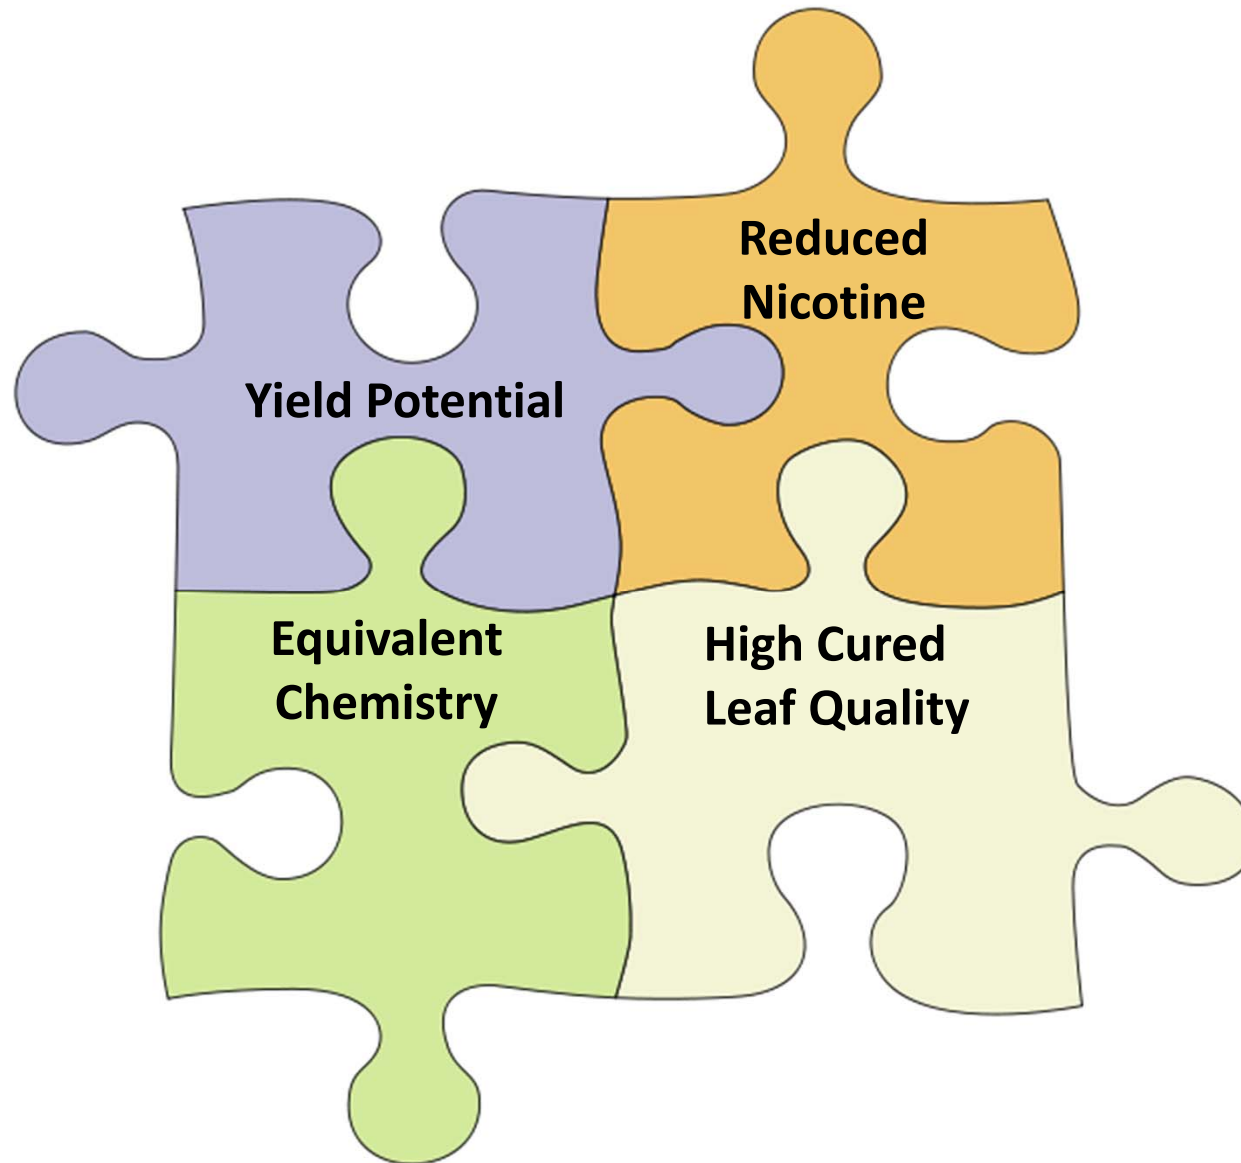 Reduced
Nicotine
Yield Potential
Equivalent
Chemistry
High Cured
Leaf Quality